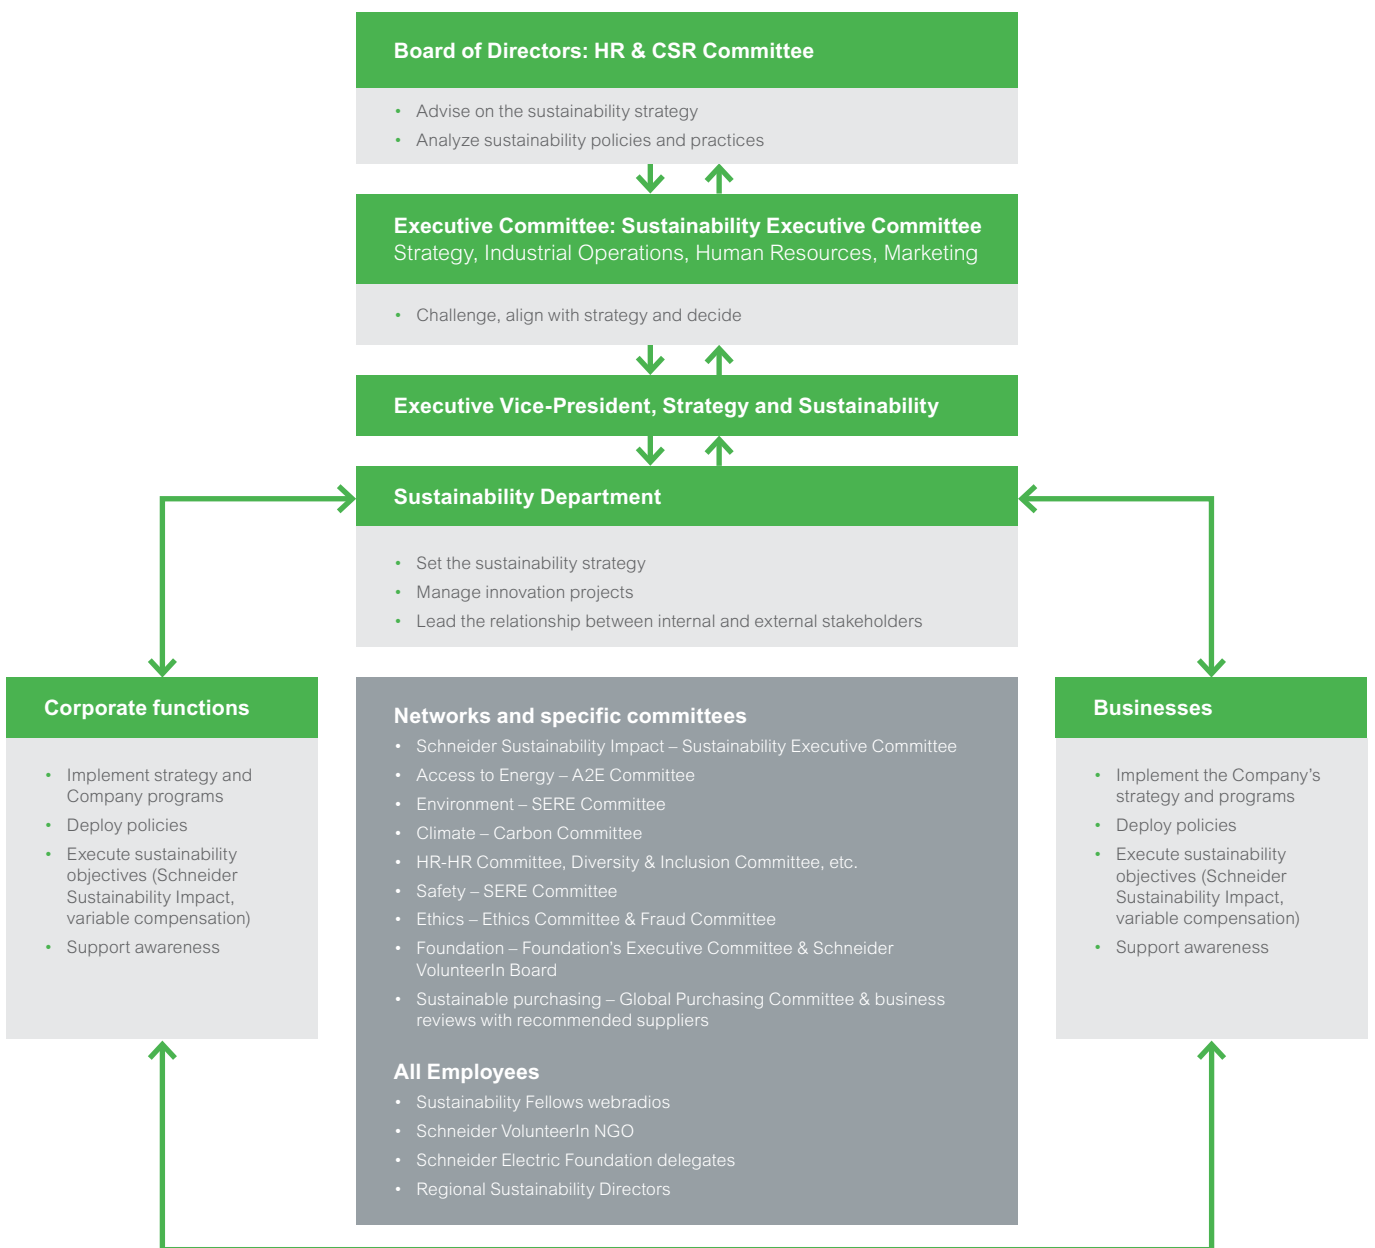 Board of Directors: HR & CSR Committee
• Advise on the sustainability strategy
• Analyze sustainability policies and practices
Executive Committee: Sustainability Executive Committee
Strategy, Industrial Operations, Human Resources, Marketing
• Challenge, align with strategy and decide
Executive Vice-President, Strategy and Sustainability
Sustainability Department
• Set the sustainability strategy
• Manage innovation projects
• Lead the relationship between internal and external stakeholders
Corporate functions
• Implement strategy and
Company programs
• Deploy policies
• Execute sustainability
objectives (Schneider
Sustainability Impact,
variable compensation)
• Support awareness
Networks and specific committees
• Schneider Sustainability Impact – Sustainability Executive Committee
• Access to Energy – A2E Committee
• Environment – SERE Committee
• Climate – Carbon Committee
• HR-HR Committee, Diversity & Inclusion Committee, etc.
• Safety – SERE Committee
• Ethics – Ethics Committee & Fraud Committee
• Foundation – Foundation's Executive Committee & Schneider
VolunteerIn Board
• Sustainable purchasing – Global Purchasing Committee & business
reviews with recommended suppliers
All Employees
• Sustainability Fellows webradios
• Schneider VolunteerIn NGO
• Schneider Electric Foundation delegates
• Regional Sustainability Directors
Businesses
• Implement the Company's
strategy and programs
• Deploy policies
• Execute sustainability
objectives (Schneider
Sustainability Impact,
variable compensation)
• Support awareness